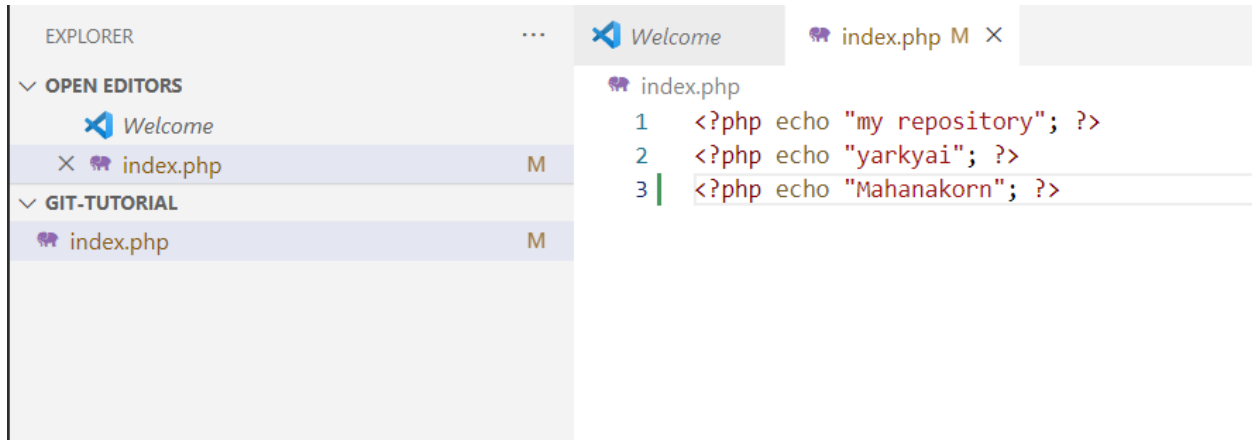 EXPLORER ...
OPEN EDITORS
Welcome
index.php M
GIT-TUTORIAL
index.php M
Welcome
index.php M
index.php
1 <?php echo "my repository"; ?>
2 <?php echo "yarkyai"; ?>
3 <?php echo "Mahanakorn"; ?>